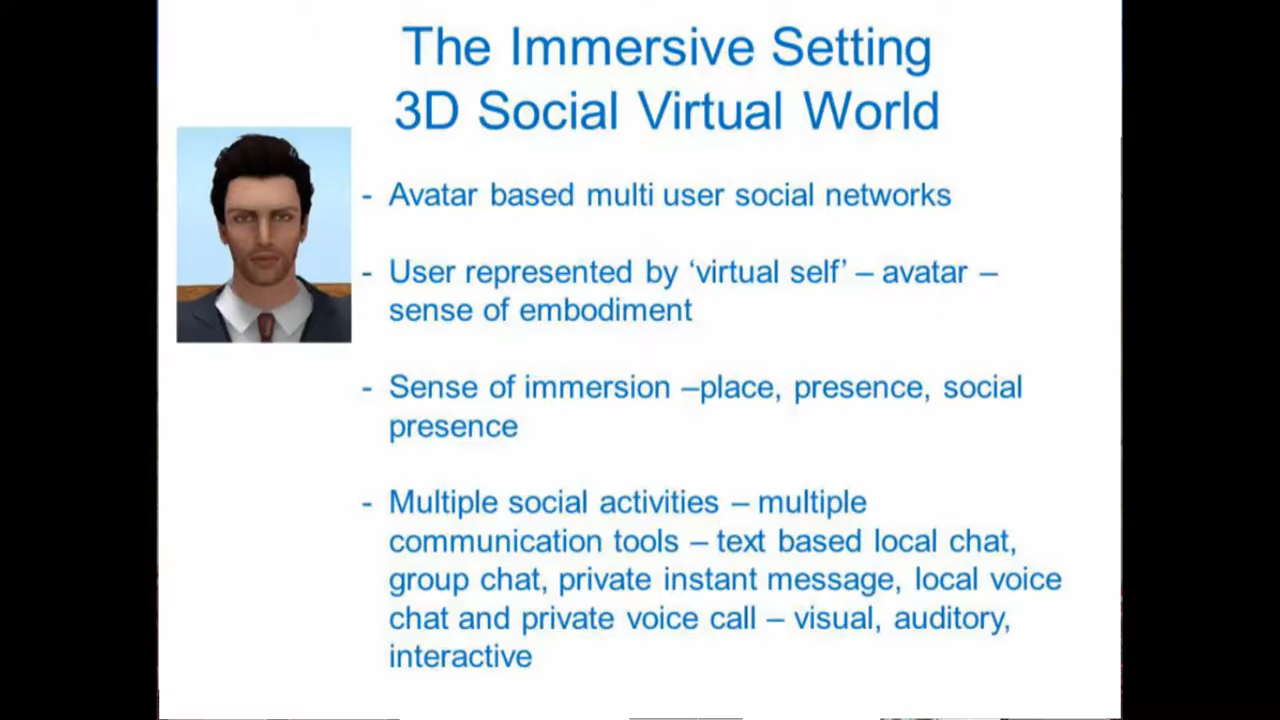 The Immersive Setting
3D Social Virtual World
- Avatar based multi user social networks
- User represented by ‘virtual self’ – avatar –
sense of embodiment
- Sense of immersion –place, presence, social
presence
- Multiple social activities – multiple
communication tools – text based local chat,
group chat, private instant message, local voice
chat and private voice call – visual, auditory,
interactive